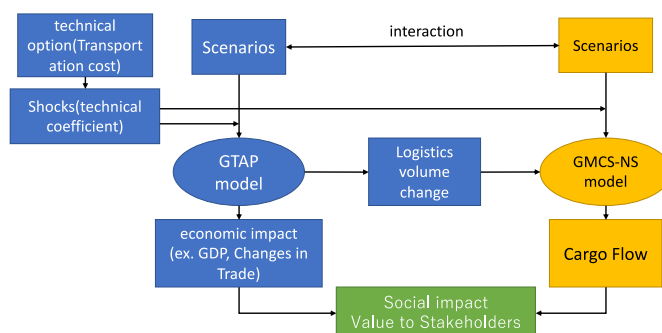 technical
option(Transport
ation cost)
Scenarios
interaction
Scenarios
Shocks(technical
coefficient)
GTAP
model
Logistics
volume
change
GMCS-NS
model
economic impact
(ex. GDP, Changes in
Trade)
Cargo Flow
Social impact
Value to Stakeholders